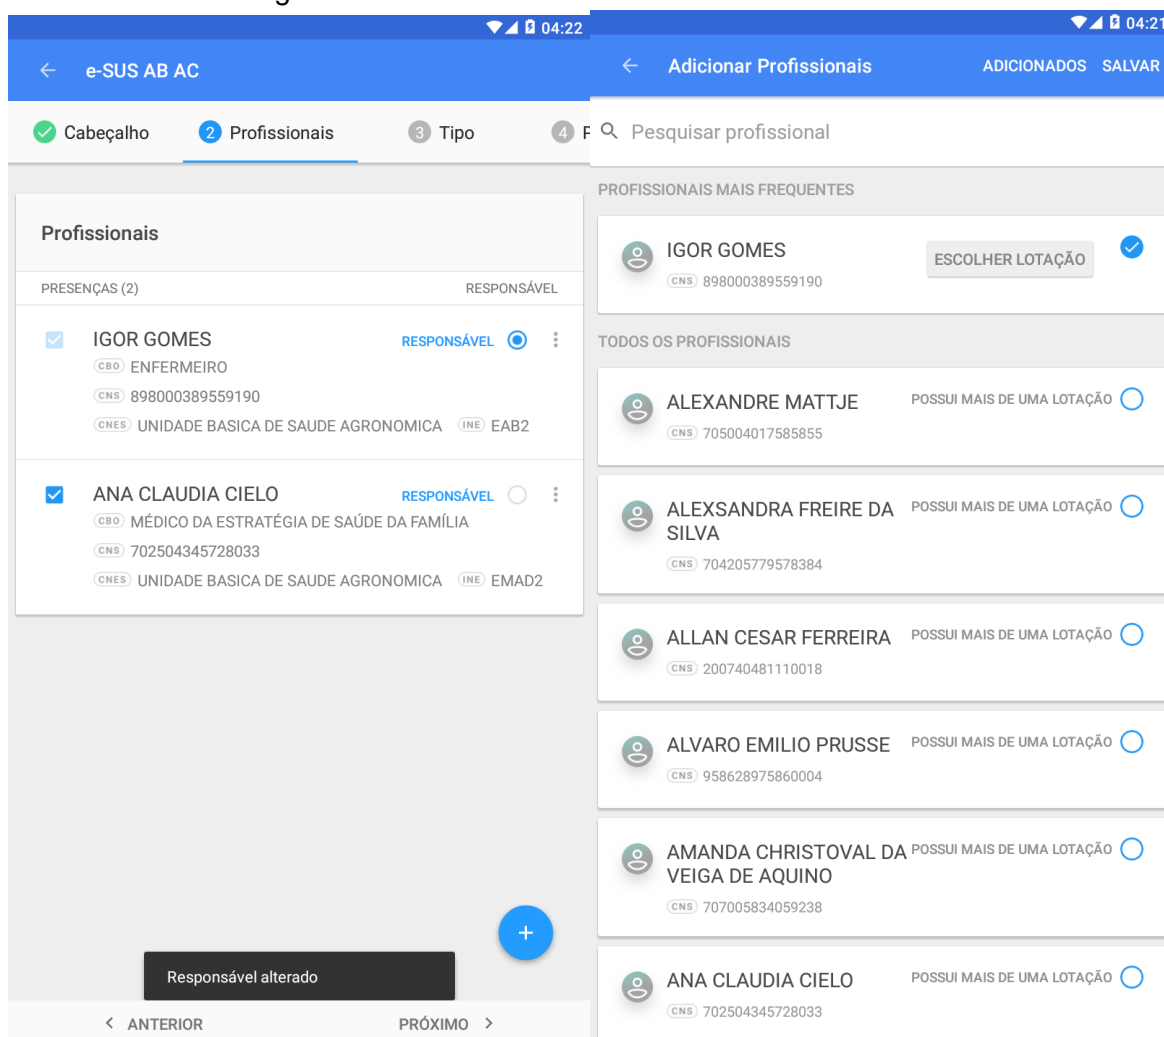 04:22
e-SUS AB AC
Cabeçalho
2 Profissionais
3 Tipo
4
Profissionais
PRESENÇAS (2)
RESPONSÁVEL
IGOR GOMES
RESPONSÁVEL
CBO ENFERMEIRO
CNS 898000389559190
CNES UNIDADE BASICA DE SAUDE AGRONOMICA INE EAB2
ANA CLAUDIA CIELO
RESPONSÁVEL
CBO MÉDICO DA ESTRATÉGIA DE SAÚDE DA FAMÍLIA
CNS 702504345728033
CNES UNIDADE BASICA DE SAUDE AGRONOMICA INE EMAD2
+
Responsável alterado
< ANTERIOR
PRÓXIMO >
04:21
Adicionar Profissionais
ADICIONADOS SALVAR
Pesquisar profissional
PROFISSIONAIS MAIS FREQUENTES
IGOR GOMES
ESCOLHER LOTAÇÃO
CNS 898000389559190
TODOS OS PROFISSIONAIS
ALEXANDRE MATTJE
POSSUI MAIS DE UMA LOTAÇÃO
CNS 705004017585855
ALEXSANDRA FREIRE DA
SILVA
POSSUI MAIS DE UMA LOTAÇÃO
CNS 704205779578384
ALLAN CESAR FERREIRA
POSSUI MAIS DE UMA LOTAÇÃO
CNS 200740481110018
ALVARO EMILIO PRUSSE
POSSUI MAIS DE UMA LOTAÇÃO
CNS 958628975860004
AMANDA CHRISTOVAL DA
VEIGA DE AQUINO
POSSUI MAIS DE UMA LOTAÇÃO
CNS 707005834059238
ANA CLAUDIA CIELO
POSSUI MAIS DE UMA LOTAÇÃO
CNS 702504345728033